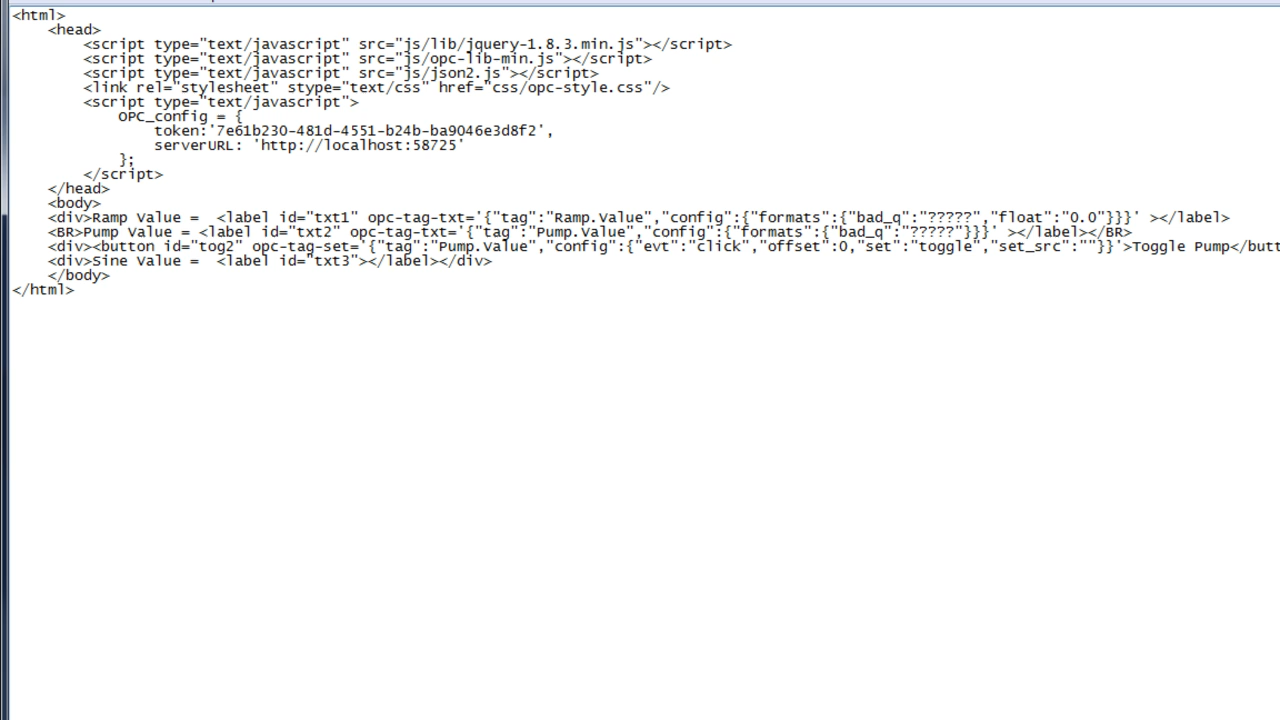 <html>
<head>
<script type="text/javascript" src="js/lib/jquery-1.8.3.min.js"></script>
<script type="text/javascript" src="js/opc-lib-min.js"></script>
<script type="text/javascript" src="js/json2.js"></script>
<link rel="stylesheet" stype="text/css" href="css/opc-style.css"/>
<script type="text/javascript">
OPC_config = {
token:'7e61b230-481d-4551-b24b-ba9046e3d8f2',
serverURL: 'http://localhost:58725'
};
</script>
</head>
<body>
<div>Ramp Value =  <label id="txt1" opc-tag-txt='{"tag":"Ramp.Value","config":{"formats":{"bad_q":"?????","float":"0.0"}}}' ></label>
<BR>Pump Value = <label id="txt2" opc-tag-txt='{"tag":"Pump.Value","config":{"formats":{"bad_q":"?????"}}}' ></label></BR>
<div><button id="tog2" opc-tag-set='{"tag":"Pump.Value","config":{"evt":"click","offset":0,"set":"toggle","set_src":""}}'>Toggle Pump</butt
<div>Sine Value =  <label id="txt3"></label></div>
</body>
</html>